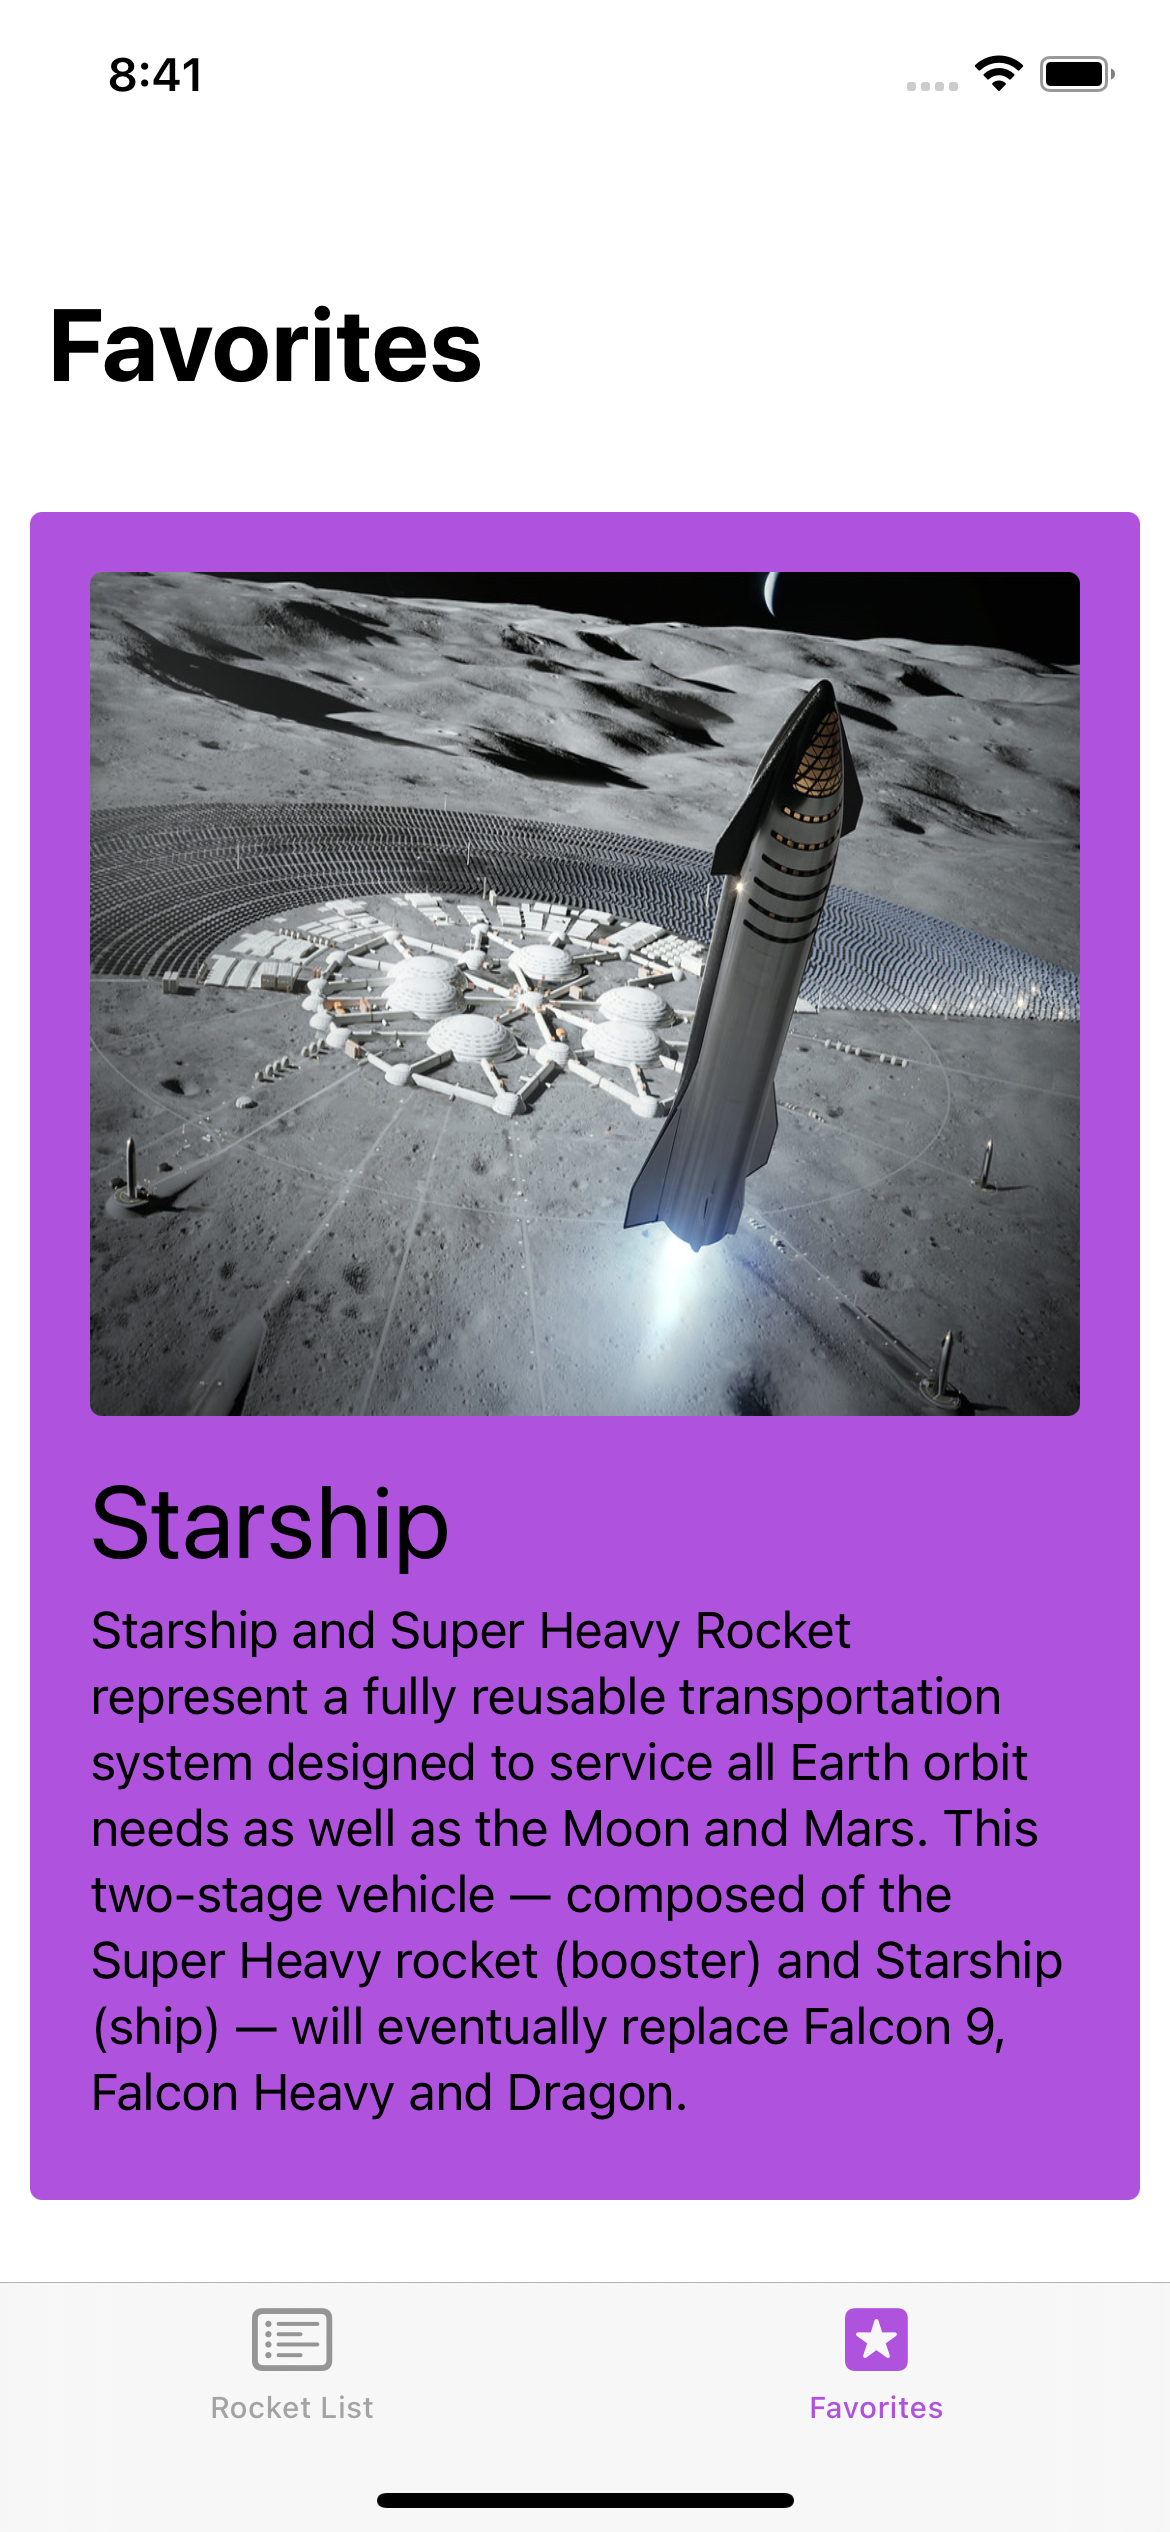 8:41
Favorites
Starship
Starship and Super Heavy Rocket
represent a fully reusable transportation
system designed to service all Earth orbit
needs as well as the Moon and Mars. This
two-stage vehicle — composed of the
Super Heavy rocket (booster) and Starship
(ship) — will eventually replace Falcon 9,
Falcon Heavy and Dragon.
Rocket List
Favorites